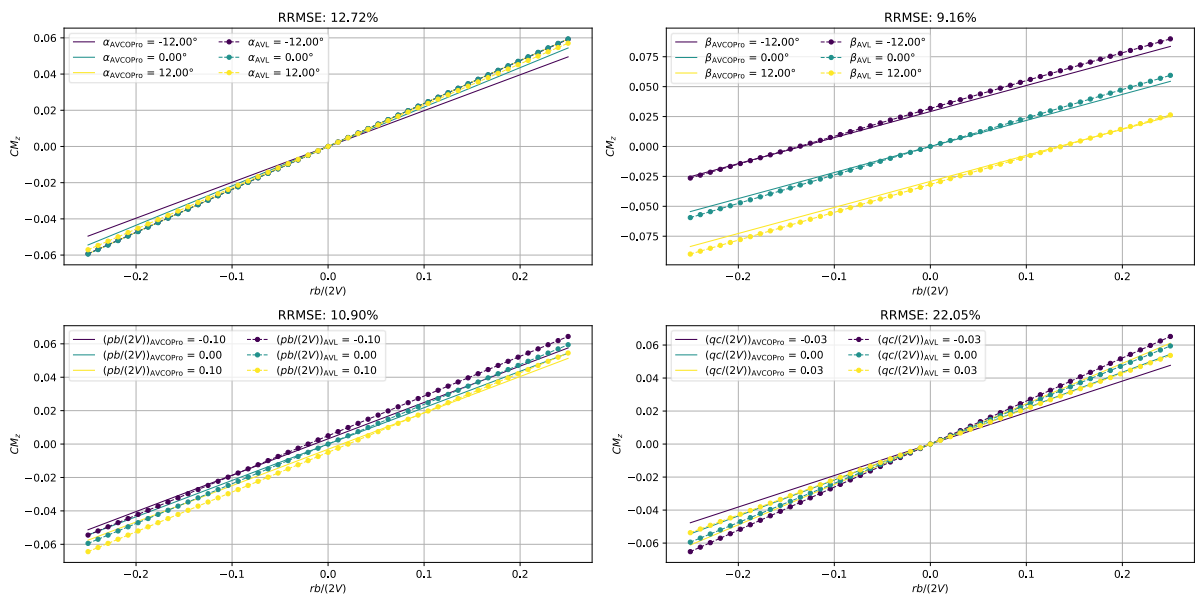 RRMSE: 12.72%
α_AVCOPro = -12.00° α_AVL = -12.00°
α_AVCOPro = 0.00° α_AVL = 0.00°
α_AVCOPro = 12.00° α_AVL = 12.00°
0.06
0.04
0.02
0.00
−0.02
−0.04
−0.06
CM_z
−0.2 −0.1 0.0 0.1 0.2
rb/(2V)
RRMSE: 9.16%
β_AVCOPro = -12.00° β_AVL = -12.00°
β_AVCOPro = 0.00° β_AVL = 0.00°
β_AVCOPro = 12.00° β_AVL = 12.00°
0.075
0.050
0.025
0.000
−0.025
−0.050
−0.075
CM_z
−0.2 −0.1 0.0 0.1 0.2
rb/(2V)
RRMSE: 10.90%
(pb/(2V))_AVCOPro = -0.10 (pb/(2V))_AVL = -0.10
(pb/(2V))_AVCOPro = 0.00 (pb/(2V))_AVL = 0.00
(pb/(2V))_AVCOPro = 0.10 (pb/(2V))_AVL = 0.10
0.06
0.04
0.02
0.00
−0.02
−0.04
−0.06
CM_z
−0.2 −0.1 0.0 0.1 0.2
rb/(2V)
RRMSE: 22.05%
(qc/(2V))_AVCOPro = -0.03 (qc/(2V))_AVL = -0.03
(qc/(2V))_AVCOPro = 0.00 (qc/(2V))_AVL = 0.00
(qc/(2V))_AVCOPro = 0.03 (qc/(2V))_AVL = 0.03
0.06
0.04
0.02
0.00
−0.02
−0.04
−0.06
CM_z
−0.2 −0.1 0.0 0.1 0.2
rb/(2V)